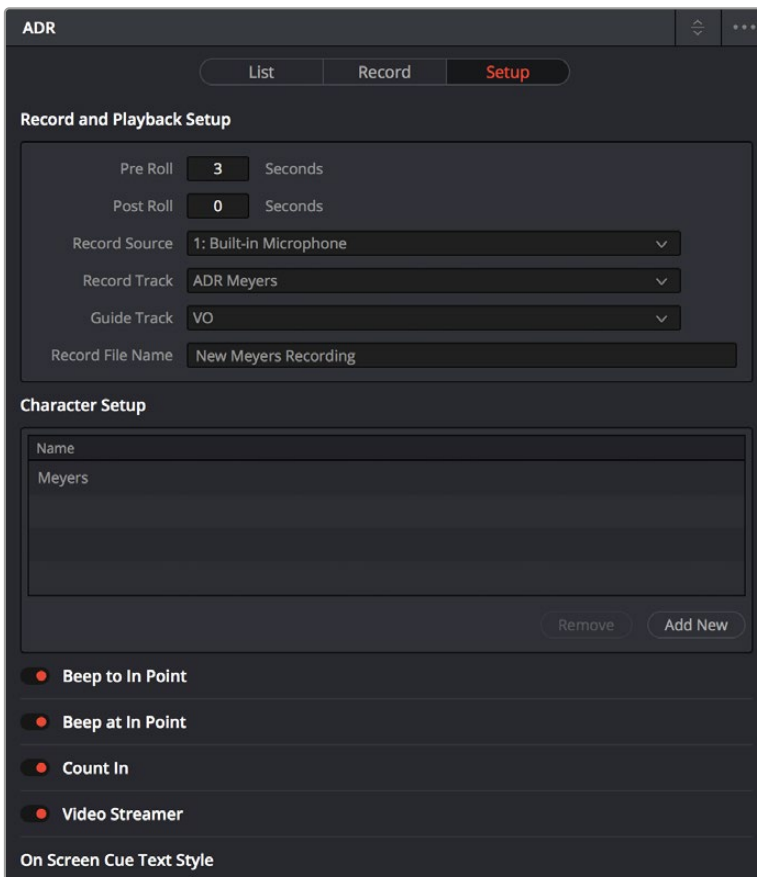 ADR
List Record Setup
Record and Playback Setup
Pre Roll 3 Seconds
Post Roll 0 Seconds
Record Source 1: Built-in Microphone
Record Track ADR Meyers
Guide Track VO
Record File Name New Meyers Recording
Character Setup
Name
Meyers
Remove Add New
Beep to In Point
Beep at In Point
Count In
Video Streamer
On Screen Cue Text Style